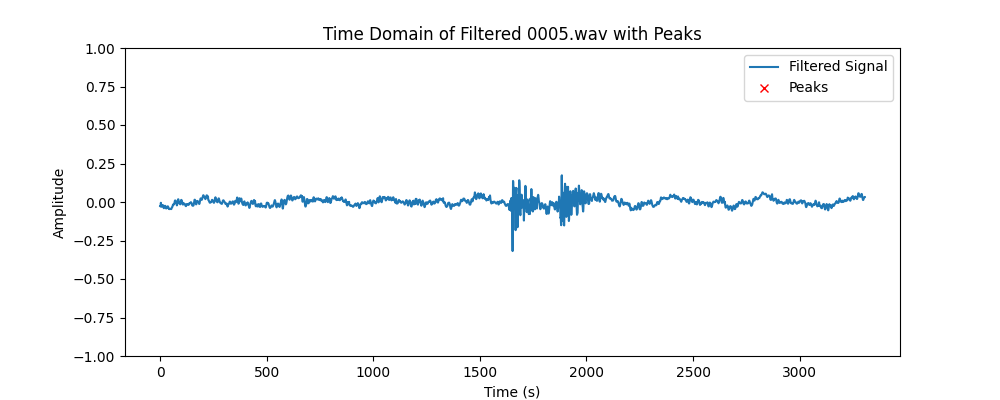 Time Domain of Filtered 0005.wav with Peaks
1.00
0.75
0.50
0.25
0.00
−0.25
−0.50
−0.75
−1.00
Amplitude
Filtered Signal
Peaks
0 500 1000 1500 2000 2500 3000
Time (s)